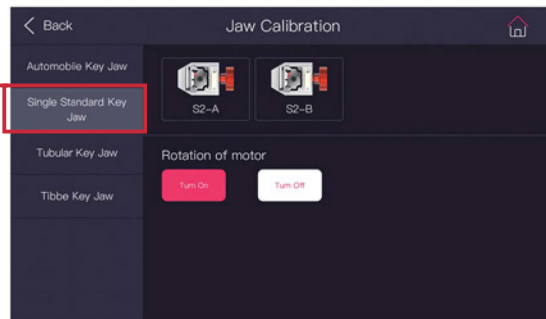 Back
Jaw Calibration
Automobile Key Jaw
Single Standard Key
Jaw
Tubular Key Jaw
Tibbe Key Jaw
S2-A
S2-B
Rotation of motor
Turn On
Turn Off